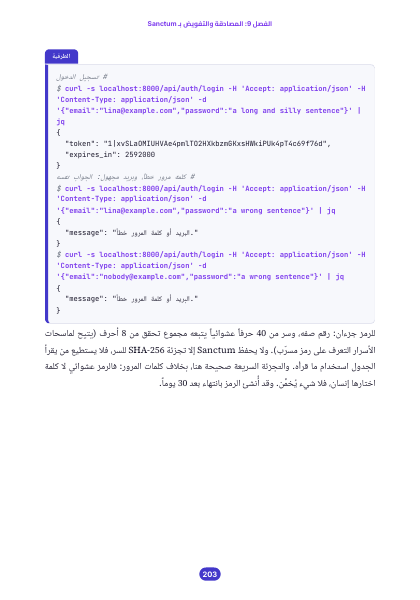 الفصل 9: المصادقة والتفويض بـ Sanctum
الطرفية
# تسجيل الدخول
$ curl -s localhost:8000/api/auth/login -H 'Accept: application/json' -H
'Content-Type: application/json' -d
'{"email":"lina@example.com","password":"a long and silly sentence"}' |
jq
{
"token": "1|xvSLaOMIUHVAe4pmlTO2HXkbzmGKxsHWkiPUk4pT4c69f76d",
"expires_in": 2592000
}
# كلمة مرور خطأ، وبريد مجهول: الجواب نفسه
$ curl -s localhost:8000/api/auth/login -H 'Accept: application/json' -H
'Content-Type: application/json' -d
'{"email":"lina@example.com","password":"a wrong sentence"}' | jq
{
"message": "البريد أو كلمة المرور خطأ."
}
$ curl -s localhost:8000/api/auth/login -H 'Accept: application/json' -H
'Content-Type: application/json' -d
'{"email":"nobody@example.com","password":"a wrong sentence"}' | jq
{
"message": "البريد أو كلمة المرور خطأ."
}
للرمز جزءان: رقم صفه، وسر من 40 حرفاً عشوائياً يتبعه مجموع تحقق من 8 أحرف (يتيح لماسحات
الأسرار التعرف على رمز مسرّب). ولا يحفظ Sanctum إلا تجزئة SHA-256 للسر، فلا يستطيع من يقرأ
الجدول استخدام ما قرأه. والتجزئة السريعة صحيحة هنا، بخلاف كلمات المرور: فالرمز عشوائي لا كلمة
اختارها إنسان، فلا شيء يُخمَّن. وقد أُنشئ الرمز بانتهاء بعد 30 يوماً.
203